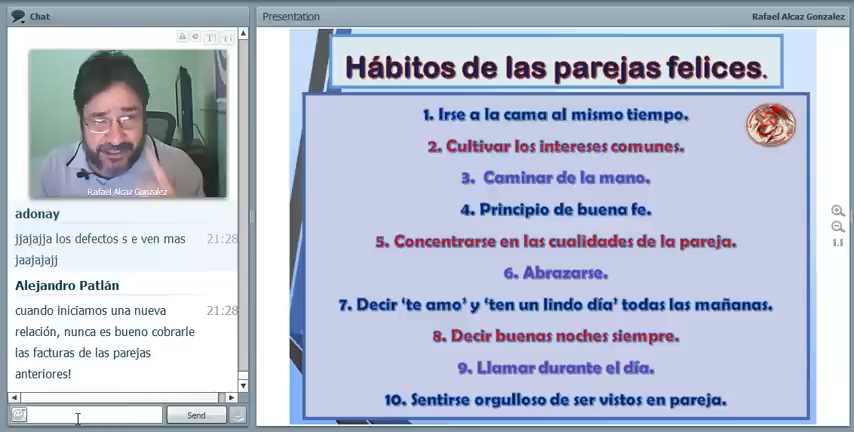 Chat
Rafael Alcaz Gonzalez
adonay
jjajajja los defectos s e ven mas
21:28
jaajajajj
Alejandro Patlán
cuando iniciamos una nueva
21:28
relación, nunca es bueno cobrarle
las facturas de las parejas
anteriores!
Send
Presentation
Rafael Alcaz Gonzalez
Hábitos de las parejas felices.
1. Irse a la cama al mismo tiempo.
2. Cultivar los intereses comunes.
3. Caminar de la mano.
4. Principio de buena fe.
5. Concentrarse en las cualidades de la pareja.
6. Abrazarse.
7. Decir ‘te amo’ y ‘ten un lindo día’ todas las mañanas.
8. Decir buenas noches siempre.
9. Llamar durante el día.
10. Sentirse orgulloso de ser vistos en pareja.
1:1